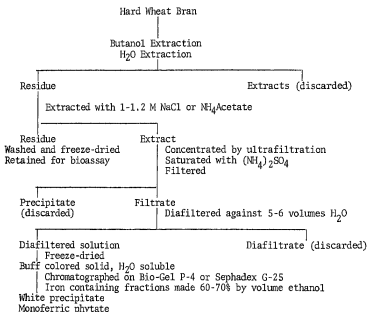 Hard Wheat Bran
Butanol Extraction
H2O Extraction
Residue Extracts (discarded)
Extracted with 1-1.2 M NaCl or NH4Acetate
Residue Extract
Washed and freeze-dried Concentrated by ultrafiltration
Retained for bioassay Saturated with (NH4)2SO4
Filtered
Precipitate Filtrate
(discarded) Diafiltered against 5-6 volumes H2O
Diafiltered solution Diafiltrate (discarded)
Freeze-dried
Buff colored solid, H2O soluble
Chromatographed on Bio-Gel P-4 or Sephadex G-25
Iron containing fractions made 60-70% by volume ethanol
White precipitate
Monoferric phytate